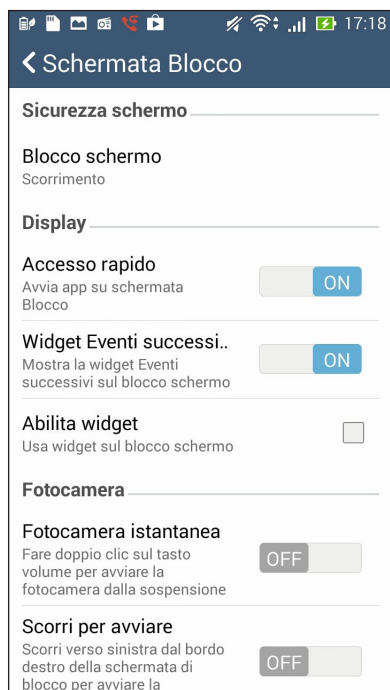 17:18
Schermata Blocco
Sicurezza schermo
Blocco schermo
Scorrimento
Display
Accesso rapido
Avvia app su schermata
Blocco
ON
Widget Eventi successi..
Mostra la widget Eventi
successivi sul blocco schermo
ON
Abilita widget
Usa widget sul blocco schermo
Fotocamera
Fotocamera istantanea
Fare doppio clic sul tasto
volume per avviare la
fotocamera dalla sospensione
OFF
Scorri per avviare
Scorri verso sinistra dal bordo
destro della schermata di
blocco per avviare la
OFF